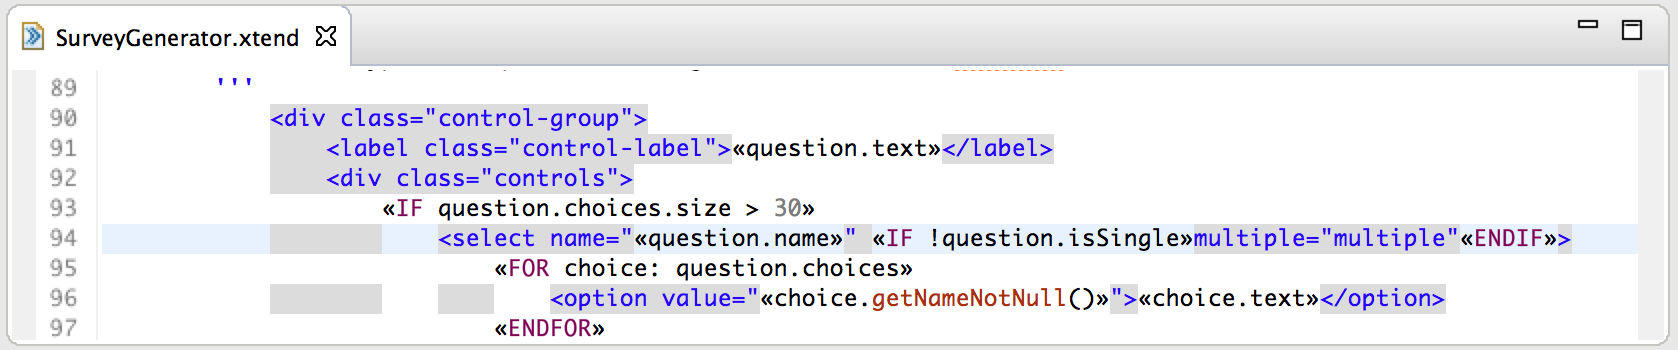 SurveyGenerator.xtend
89 '''
90 <div class="control-group">
91 <label class="control-label">«question.text»</label>
92 <div class="controls">
93 «IF question.choices.size > 30»
94 <select name="«question.name»" «IF !question.isSingle»multiple="multiple"«ENDIF»>
95 «FOR choice: question.choices»
96 <option value="«choice.getNameNotNull()»">«choice.text»</option>
97 «ENDFOR»